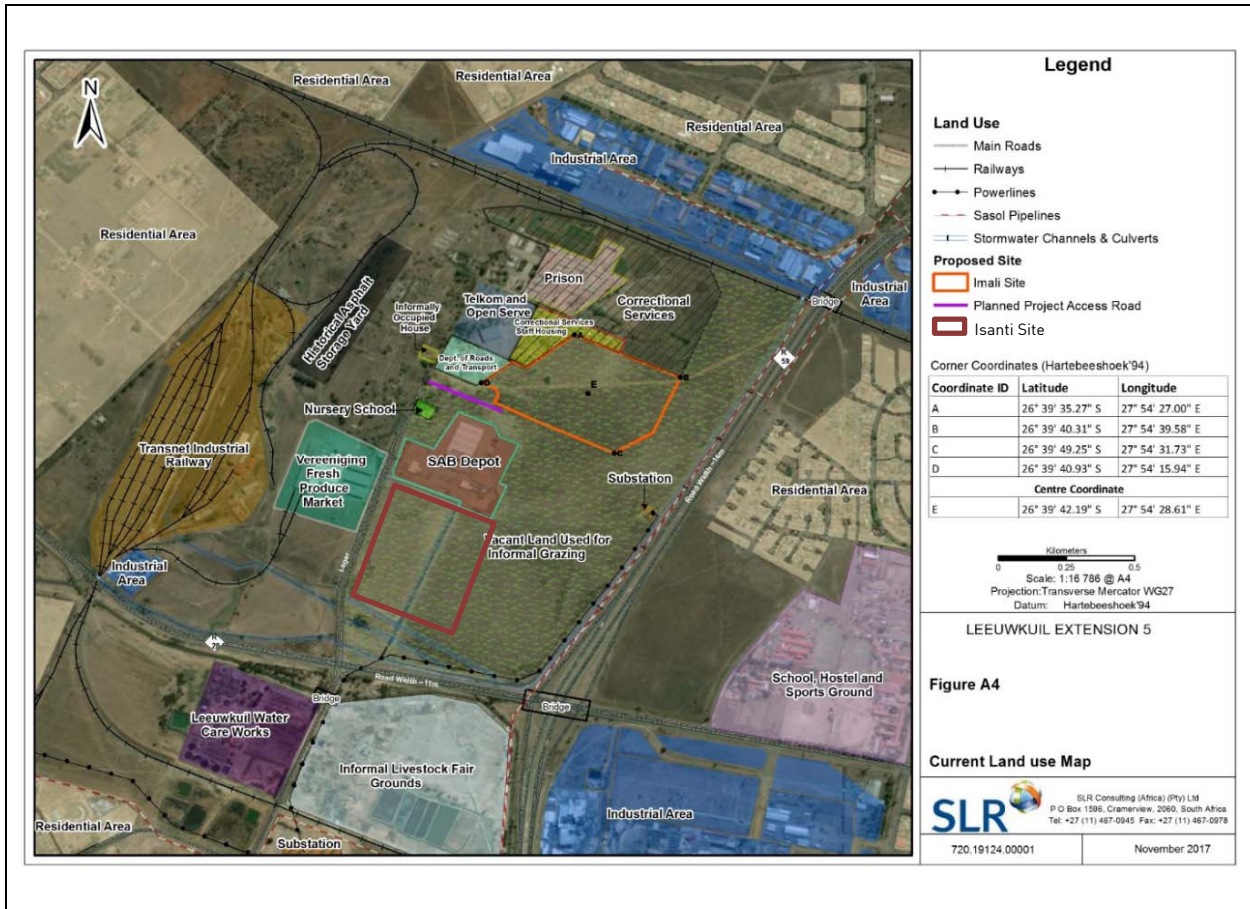 N
Residential Area
Residential Area
Residential Area
Industrial Area
Residential Area
Historical Asphalt
Storage Yard
Prison
Informally
Occupied
House
Telkom and
Open Serve
Correctional
Services
Correctional Services
Staff Housing
A
Bridge
Industrial
Area
Dept. of Roads
and Transport
D
E
B
R
59
Nursery School
Transnet Industrial
Railway
Vereeniging
Fresh
Produce
Market
SAB Depot
C
Substation
Road Width ~14m
Residential Area
acant Land Used for
Informal Grazing
Industrial
Area
R
28
Road Width ~11m
Bridge
Bridge
School, Hostel and
Sports Ground
Leeuwkuil Water
Care Works
Informal Livestock Fair
Grounds
Industrial Area
Residential Area
Substation
Legend
Land Use
Main Roads
Railways
Powerlines
Sasol Pipelines
Stormwater Channels & Culverts
Proposed Site
Imali Site
Planned Project Access Road
Isanti Site
Corner Coordinates (Hartebeeshoek'94)
Coordinate ID Latitude Longitude
A 26° 39' 35.27" S 27° 54' 27.00" E
B 26° 39' 40.31" S 27° 54' 39.58" E
C 26° 39' 49.25" S 27° 54' 31.73" E
D 26° 39' 40.93" S 27° 54' 15.94" E
Centre Coordinate
E 26° 39' 42.19" S 27° 54' 28.61" E
Kilometers
0 0.25 0.5
Scale: 1:16 786 @ A4
Projection:Transverse Mercator WG27
Datum: Hartebeeshoek'94
LEEUWKUIL EXTENSION 5
Figure A4
Current Land use Map
SLR
SLR Consulting (Africa) (Pty) Ltd
P O Box 1596, Cramerview, 2060, South Africa
Tel: +27 (11) 467-0945 Fax: +27 (11) 467-0978
720.19124.00001
November 2017